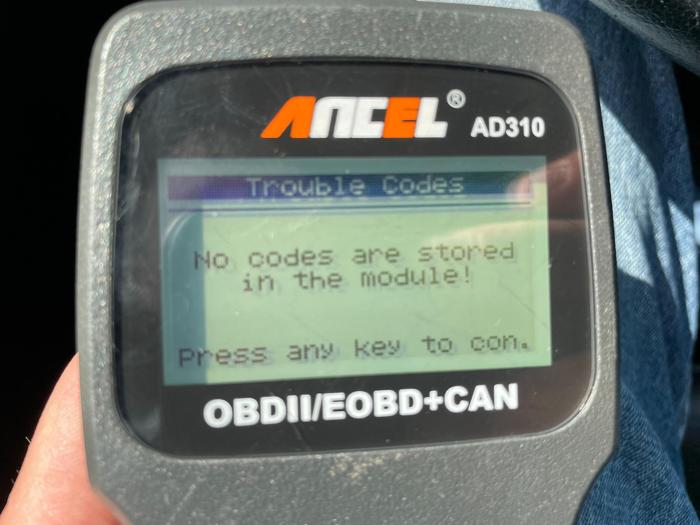 ANCEL®
AD310
Trouble Codes
No codes are stored
in the module!
Press any key to con.
OBDII/EOBD+CAN